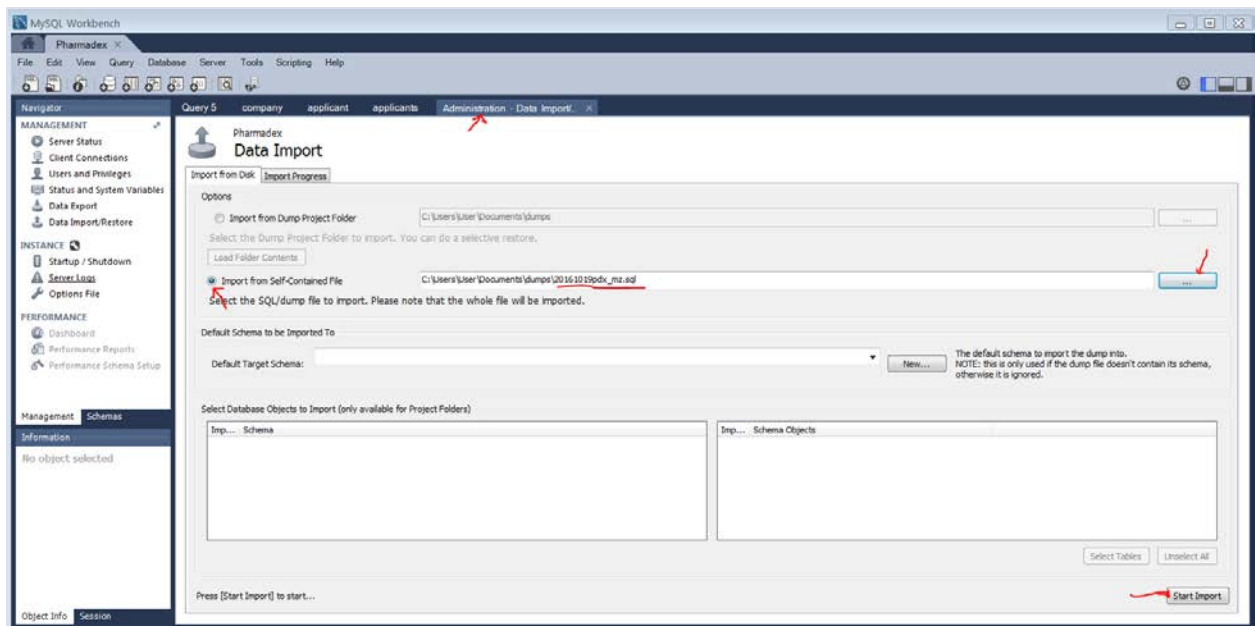 MySQL Workbench
Pharmadex
File Edit View Query Database Server Tools Scripting Help
Navigator
MANAGEMENT
Server Status
Client Connections
Users and Privileges
Status and System Variables
Data Export
Data Import/Restore
INSTANCE
Startup / Shutdown
Server Logs
Options File
PERFORMANCE
Dashboard
Performance Reports
Performance Schema Setup
Management Schemas
Information
No object selected
Object Info Session
Query 5 company applicant applicants Administration - Data Import/..
Pharmadex
Data Import
Import from Disk Import Progress
Options
Import from Dump Project Folder C:\Users\User\Documents\dumps ...
Select the Dump Project Folder to import. You can do a selective restore.
Load Folder Contents
Import from Self-Contained File C:\Users\User\Documents\dumps\20161019pdx_mz.sql ...
Select the SQL/dump file to import. Please note that the whole file will be imported.
Default Schema to be Imported To
Default Target Schema: New...
The default schema to import the dump into.
NOTE: this is only used if the dump file doesn't contain its schema,
otherwise it is ignored.
Select Database Objects to Import (only available for Project Folders)
Imp... Schema Imp... Schema Objects
Select Tables Unselect All
Press [Start Import] to start... Start Import